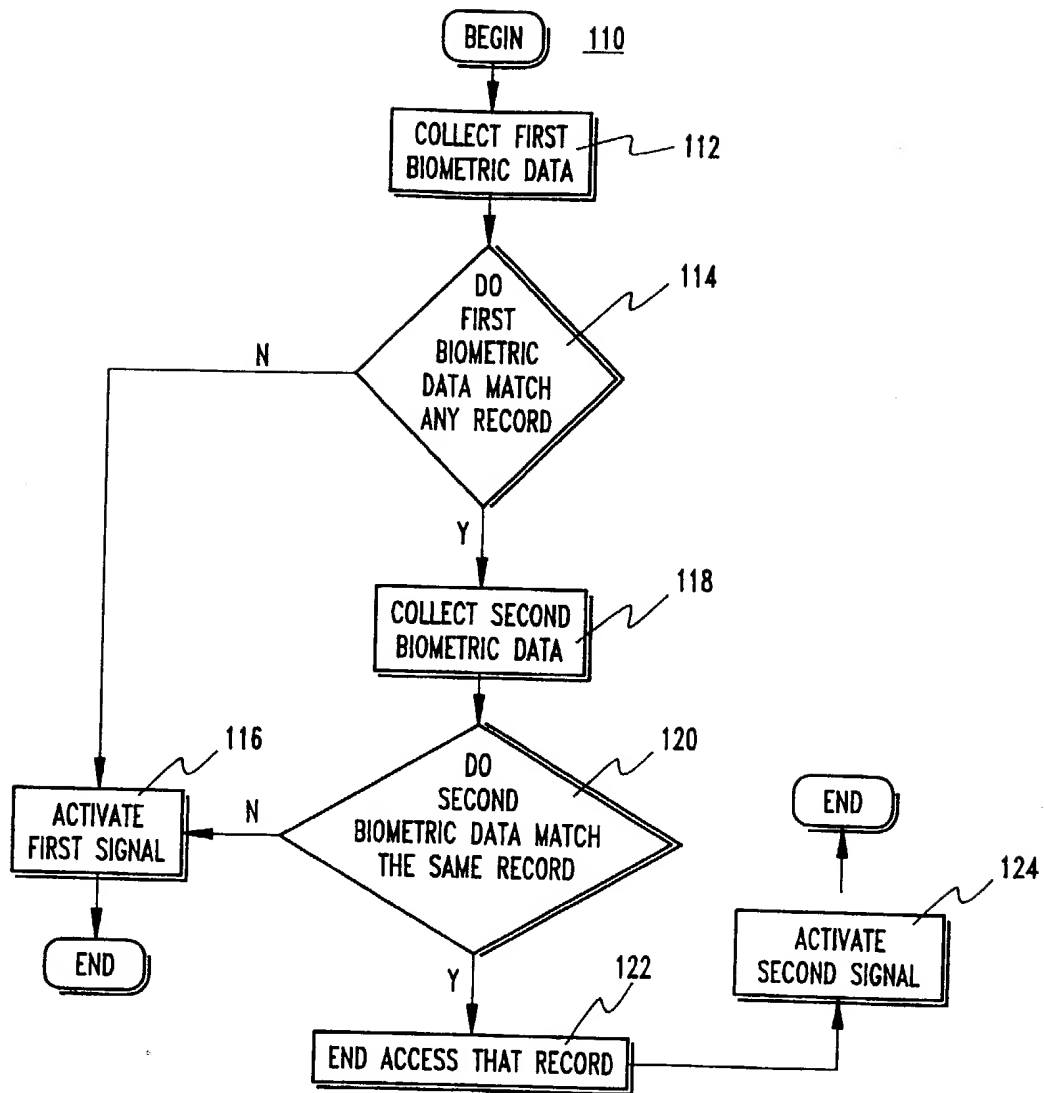 BEGIN
110
COLLECT FIRST
BIOMETRIC DATA
112
DO
FIRST
BIOMETRIC
DATA MATCH
ANY RECORD
114
N
Y
COLLECT SECOND
BIOMETRIC DATA
118
DO
SECOND
BIOMETRIC DATA MATCH
THE SAME RECORD
120
N
116
ACTIVATE
FIRST SIGNAL
END
Y
122
END ACCESS THAT RECORD
124
ACTIVATE
SECOND SIGNAL
END